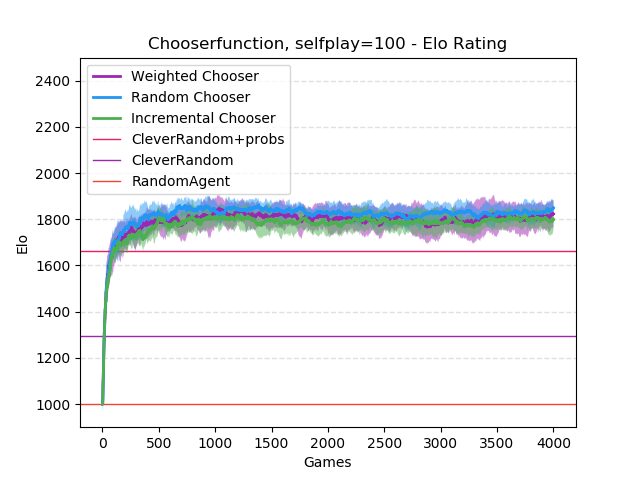 Chooserfunction, selfplay=100 - Elo Rating
Weighted Chooser
Random Chooser
Incremental Chooser
CleverRandom+probs
CleverRandom
RandomAgent
2400
2200
2000
1800
1600
1400
1200
1000
Elo
0 500 1000 1500 2000 2500 3000 3500 4000
Games